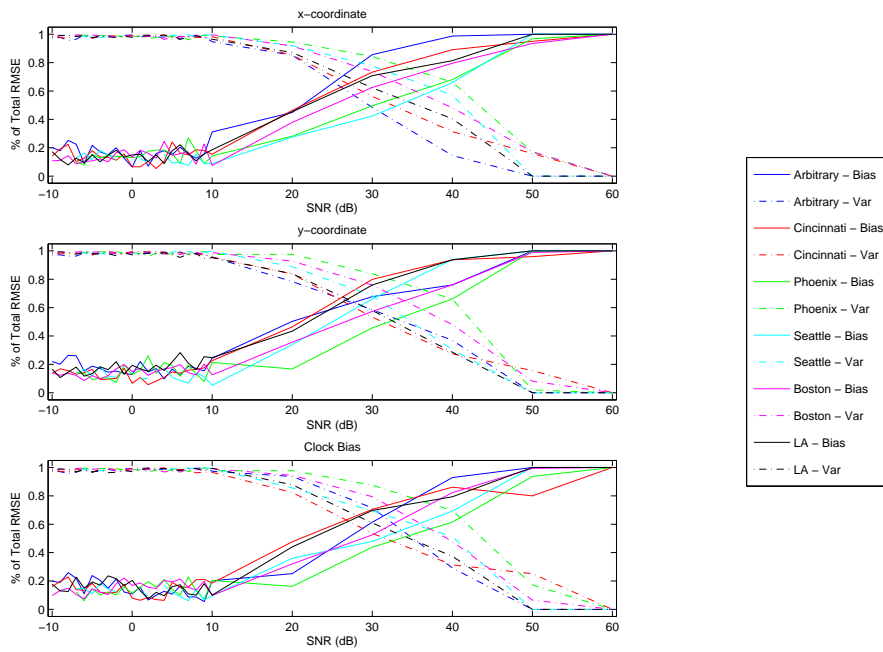 x−coordinate
% of Total RMSE
1
0.8
0.6
0.4
0.2
0
−10 0 10 20 30 40 50 60
SNR (dB)
y−coordinate
% of Total RMSE
1
0.8
0.6
0.4
0.2
0
−10 0 10 20 30 40 50 60
SNR (dB)
Clock Bias
% of Total RMSE
1
0.8
0.6
0.4
0.2
0
−10 0 10 20 30 40 50 60
SNR (dB)
Arbitrary − Bias
Arbitrary − Var
Cincinnati − Bias
Cincinnati − Var
Phoenix − Bias
Phoenix − Var
Seattle − Bias
Seattle − Var
Boston − Bias
Boston − Var
LA − Bias
LA − Var